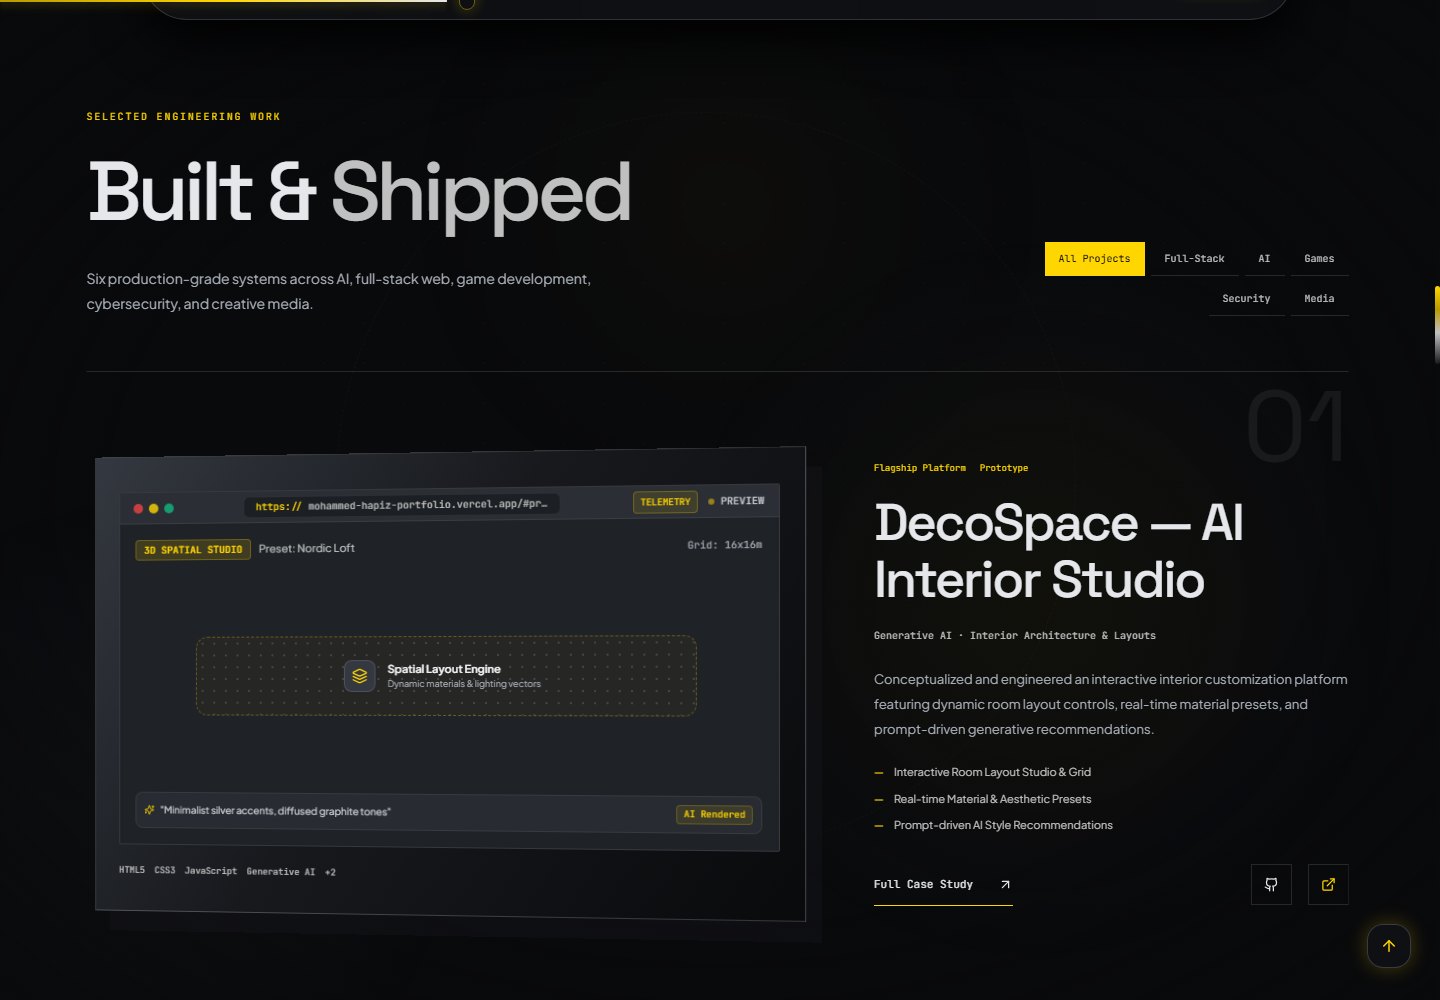 SELECTED ENGINEERING WORK
Built & Shipped
Six production-grade systems across AI, full-stack web, game development,
cybersecurity, and creative media.
All Projects Full-Stack AI Games
Security Media
01
https:// mohammed-hapiz-portfolio.vercel.app/#pr…
TELEMETRY PREVIEW
3D SPATIAL STUDIO Preset: Nordic Loft Grid: 16x16m
Spatial Layout Engine
Dynamic materials & lighting vectors
"Minimalist silver accents, diffused graphite tones" AI Rendered
HTML5 CSS3 JavaScript Generative AI +2
Flagship Platform Prototype
DecoSpace — AI
Interior Studio
Generative AI · Interior Architecture & Layouts
Conceptualized and engineered an interactive interior customization platform
featuring dynamic room layout controls, real-time material presets, and
prompt-driven generative recommendations.
— Interactive Room Layout Studio & Grid
— Real-time Material & Aesthetic Presets
— Prompt-driven AI Style Recommendations
Full Case Study